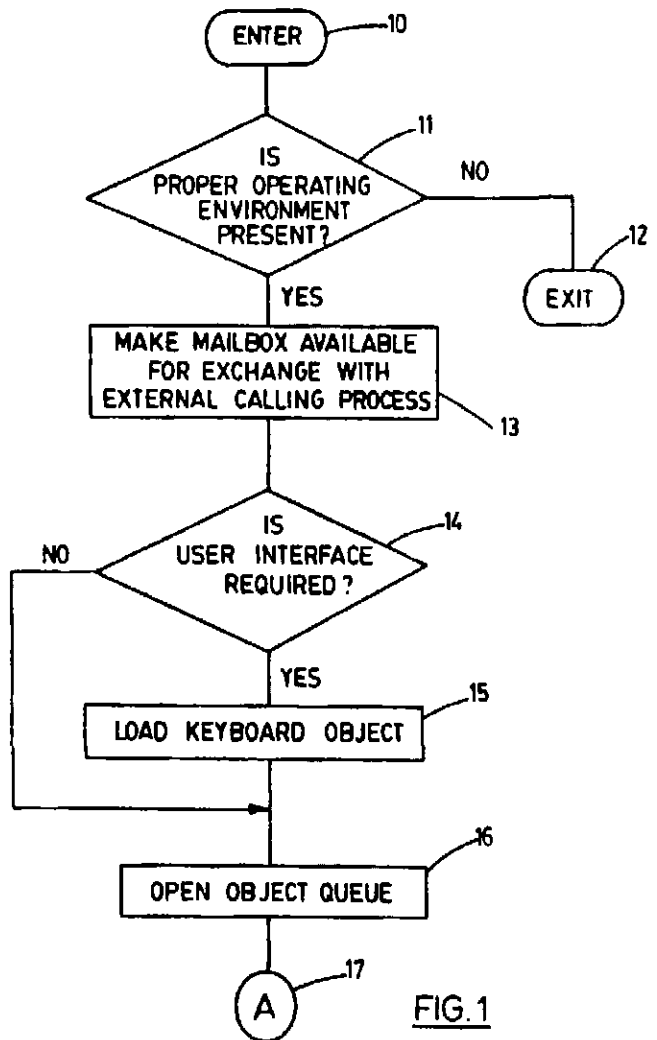 ENTER
10
11
IS
PROPER OPERATING
ENVIRONMENT
PRESENT?
NO
12
EXIT
YES
MAKE MAILBOX AVAILABLE
FOR EXCHANGE WITH
EXTERNAL CALLING PROCESS
13
14
IS
USER INTERFACE
REQUIRED?
NO
YES
15
LOAD KEYBOARD OBJECT
16
OPEN OBJECT QUEUE
17
A
FIG.1